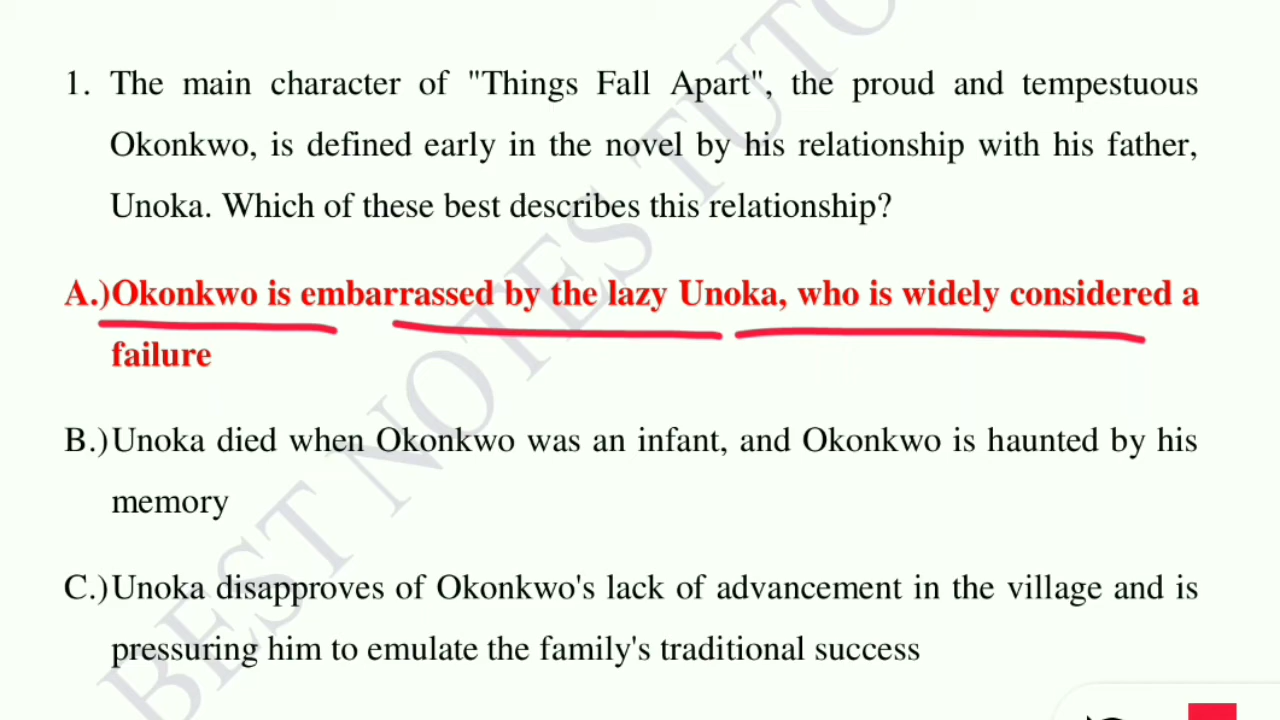 1. The main character of "Things Fall Apart", the proud and tempestuous
Okonkwo, is defined early in the novel by his relationship with his father,
Unoka. Which of these best describes this relationship?
A.)Okonkwo is embarrassed by the lazy Unoka, who is widely considered a
failure
B.)Unoka died when Okonkwo was an infant, and Okonkwo is haunted by his
memory
C.)Unoka disapproves of Okonkwo's lack of advancement in the village and is
pressuring him to emulate the family's traditional success
BEST NOTES TUTO